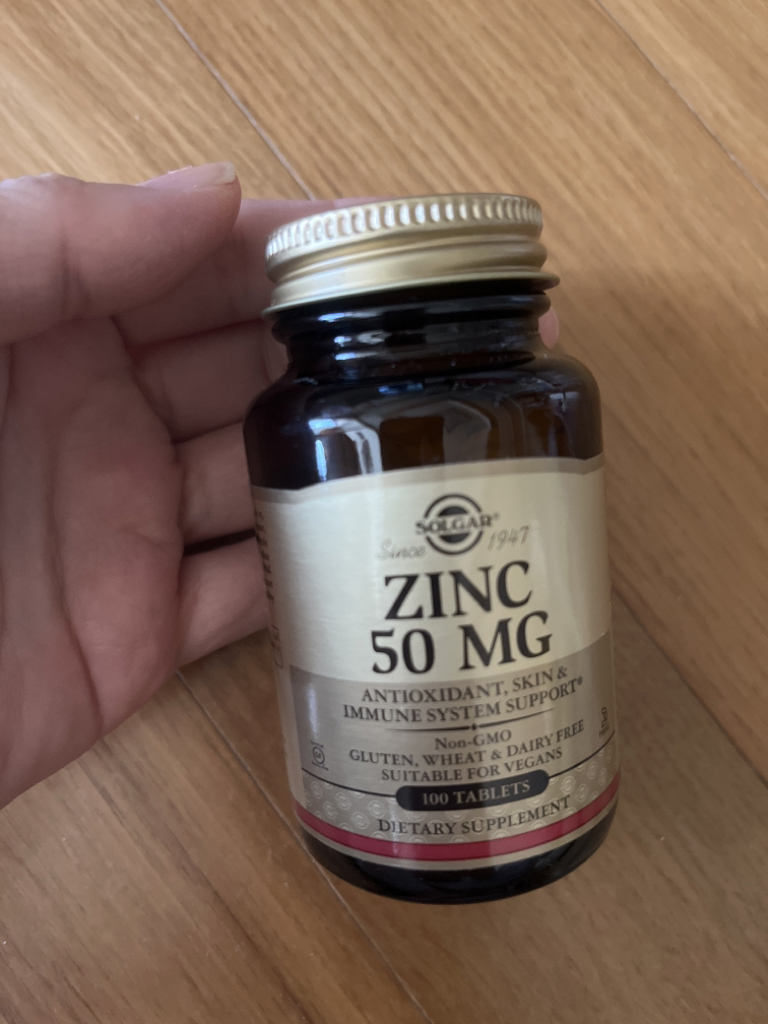 SOLGAR®
Since 1947
ZINC
50 MG
ANTIOXIDANT, SKIN &
IMMUNE SYSTEM SUPPORT*
Non-GMO
GLUTEN, WHEAT & DAIRY FREE
SUITABLE FOR VEGANS
100 TABLETS
DIETARY SUPPLEMENT